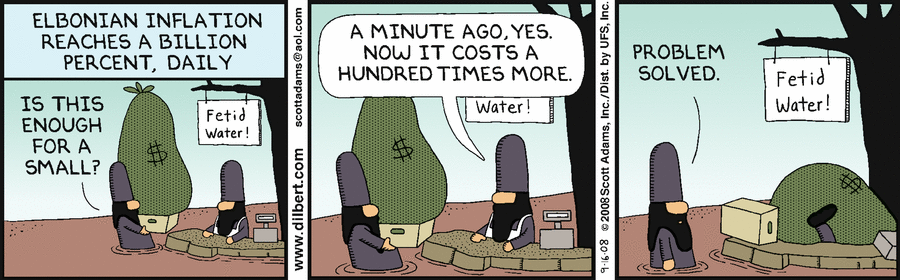 ELBONIAN INFLATION
REACHES A BILLION
PERCENT, DAILY
IS THIS
ENOUGH
FOR A
SMALL?
$
Fetid
Water!
www.dilbert.com scottadams@aol.com
A MINUTE AGO, YES.
NOW IT COSTS A
HUNDRED TIMES MORE.
$
Water!
9-16-08 © 2008 Scott Adams, Inc./Dist. by UFS, Inc.
PROBLEM
SOLVED.
Fetid
Water!
$